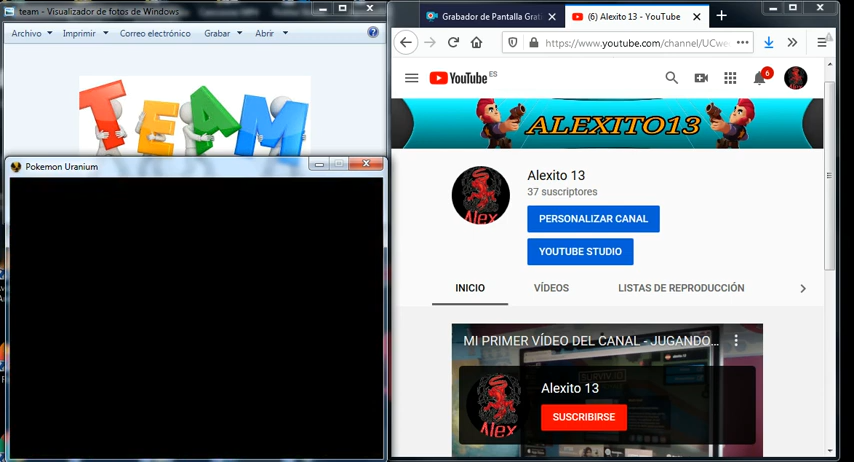 team - Visualizador de fotos de Windows
Archivo Imprimir Correo electrónico Grabar Abrir
TEAM
Pokemon Uranium
Grabador de Pantalla Grati
(6) Alexito 13 - YouTube
https://www.youtube.com/channel/UCwe
YouTube ES
6
ALEXITO13
Alex
Alexito 13
37 suscriptores
PERSONALIZAR CANAL
YOUTUBE STUDIO
INICIO VÍDEOS LISTAS DE REPRODUCCIÓN
MI PRIMER VÍDEO DEL CANAL - JUGANDO...
Alex
Alexito 13
SUSCRIBIRSE